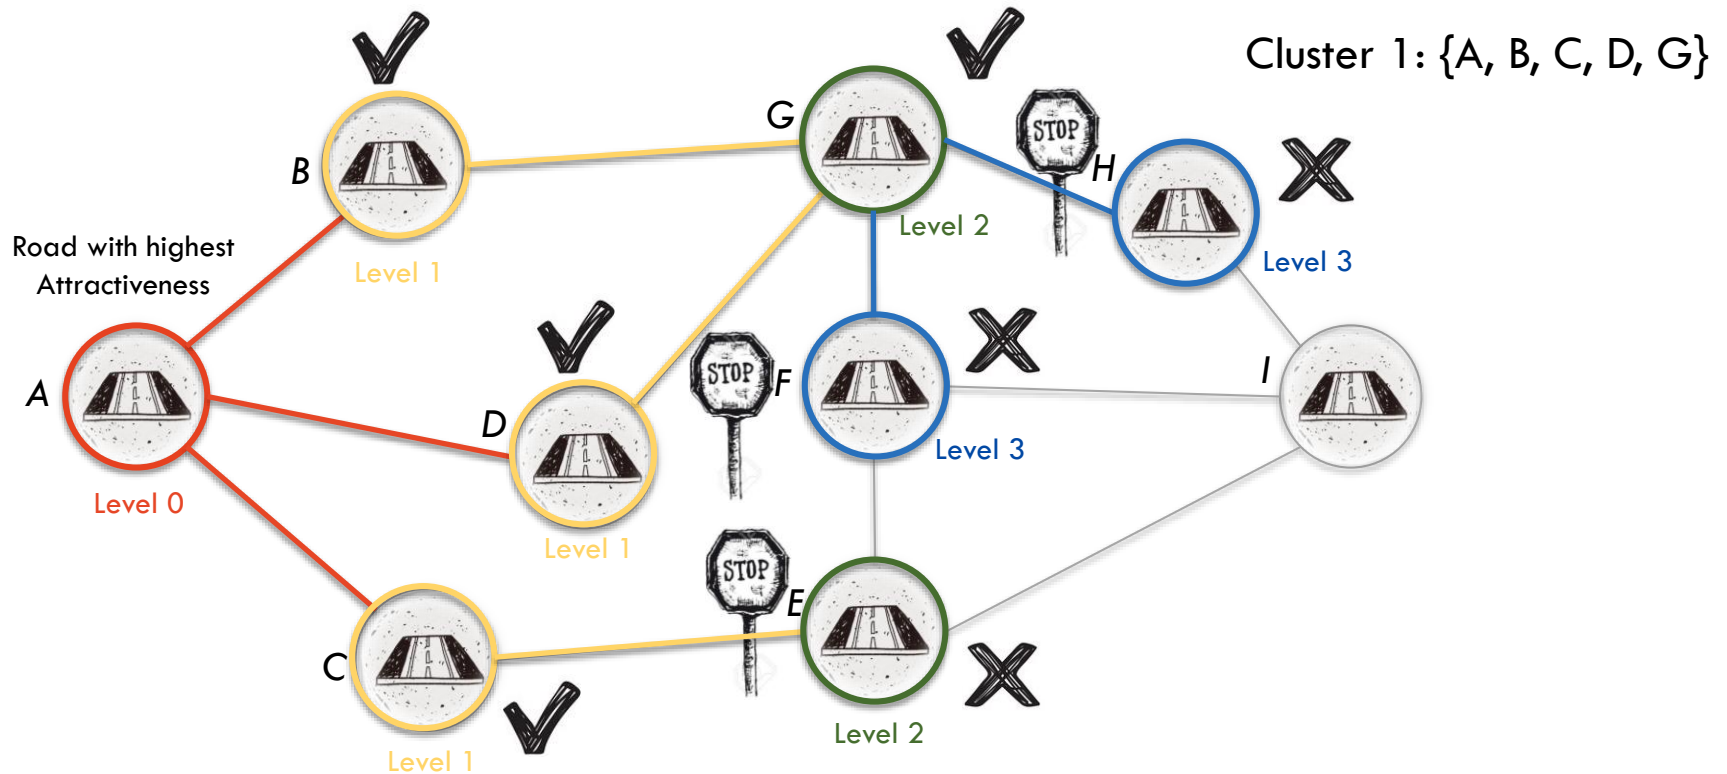 Cluster 1: {A, B, C, D, G}
G
STOP
H
B
Level 2
Road with highest
Attractiveness
Level 1
Level 3
STOP
F
I
A
D
Level 3
Level 0
Level 1
STOP
E
C
Level 2
Level 1